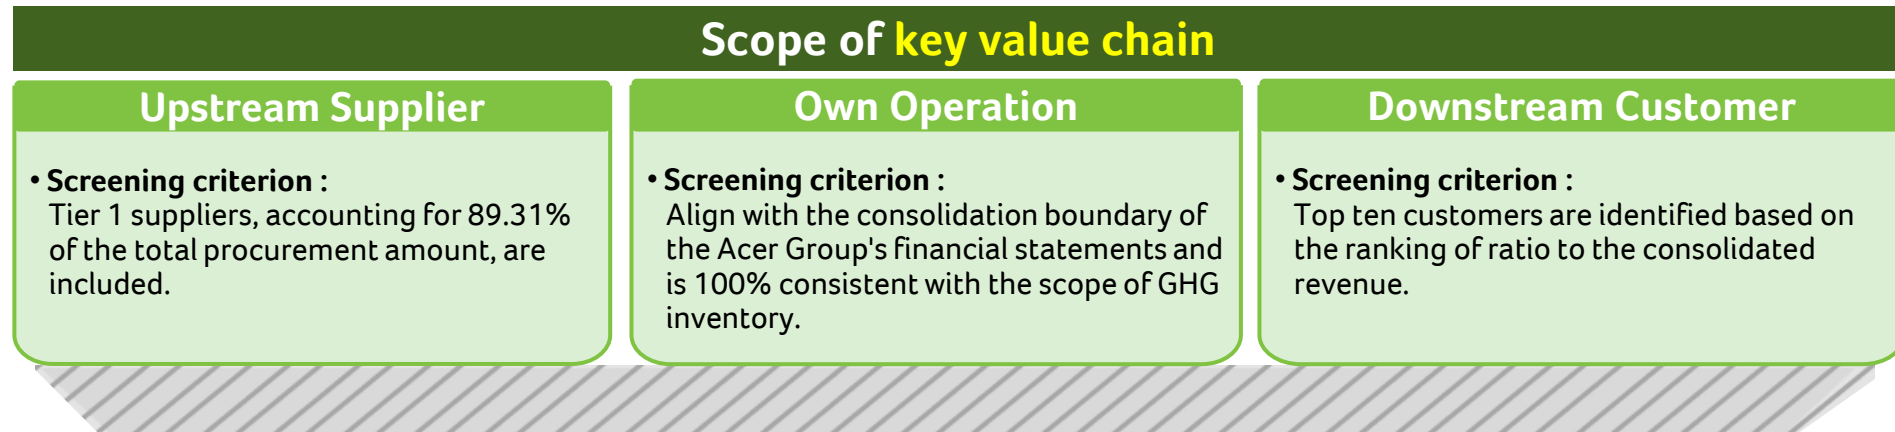 Scope of key value chain
Upstream Supplier
• Screening criterion :
Tier 1 suppliers, accounting for 89.31%
of the total procurement amount, are
included.
Own Operation
• Screening criterion :
Align with the consolidation boundary of
the Acer Group's financial statements and
is 100% consistent with the scope of GHG
inventory.
Downstream Customer
• Screening criterion :
Top ten customers are identified based on
the ranking of ratio to the consolidated
revenue.